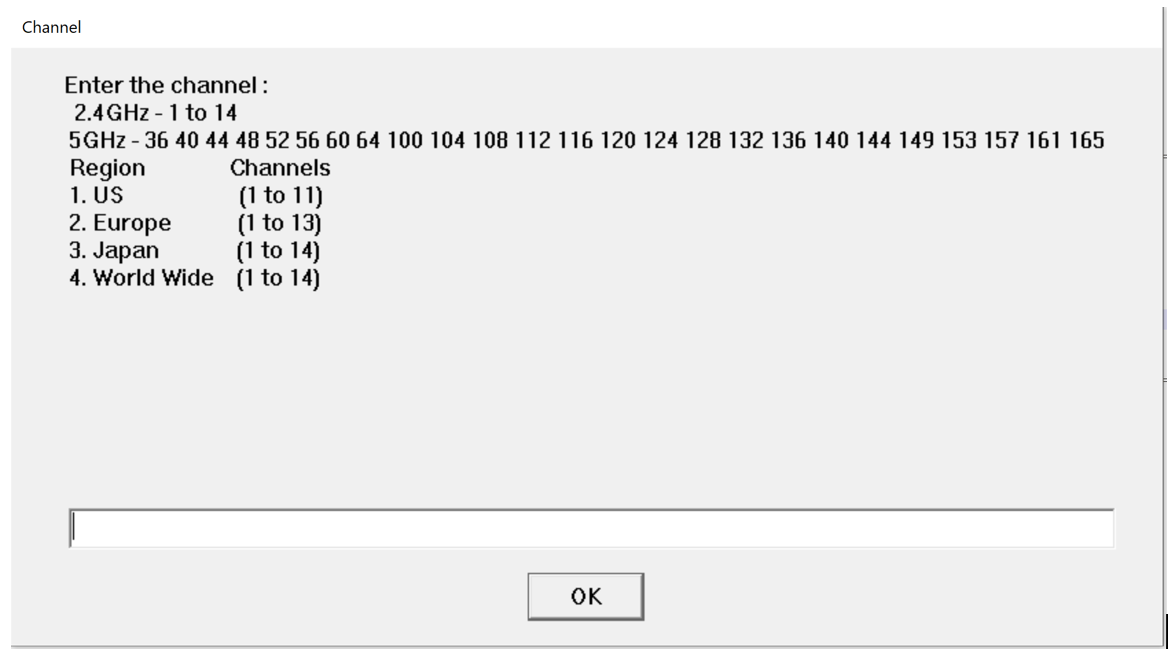 Channel
Enter the channel :
2.4GHz - 1 to 14
5GHz - 36 40 44 48 52 56 60 64 100 104 108 112 116 120 124 128 132 136 140 144 149 153 157 161 165
Region Channels
1. US (1 to 11)
2. Europe (1 to 13)
3. Japan (1 to 14)
4. World Wide (1 to 14)
OK